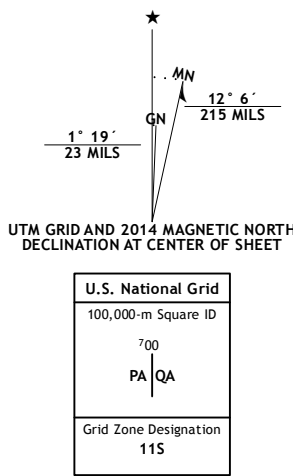 ★
MN
GN
12° 6´
215 MILS
1° 19´
23 MILS
UTM GRID AND 2014 MAGNETIC NORTH
DECLINATION AT CENTER OF SHEET
U.S. National Grid
100,000-m Square ID
⁷00
PA QA
Grid Zone Designation
11S